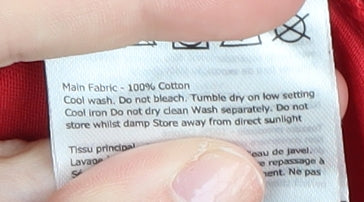 Main Fabric - 100% Cotton
Cool wash. Do not bleach. Tumble dry on low setting
Cool iron Do not dry clean Wash separately. Do not
store whilst damp Store away from direct sunlight
Tissu principal
Lavage eau de javel.
repassage à
Ne pas